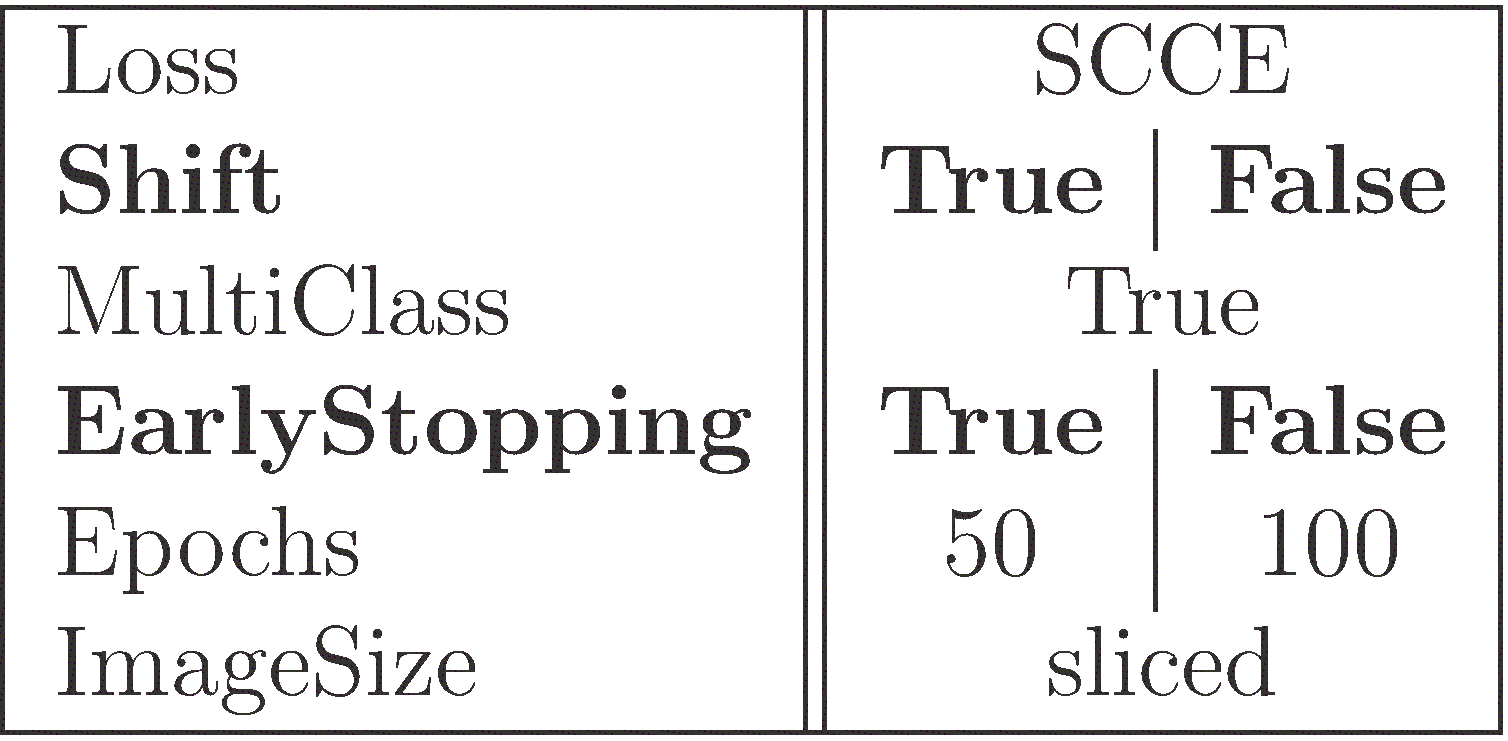 Loss SCCE
Shift True False
MultiClass True
EarlyStopping True False
Epochs 50 100
ImageSize sliced